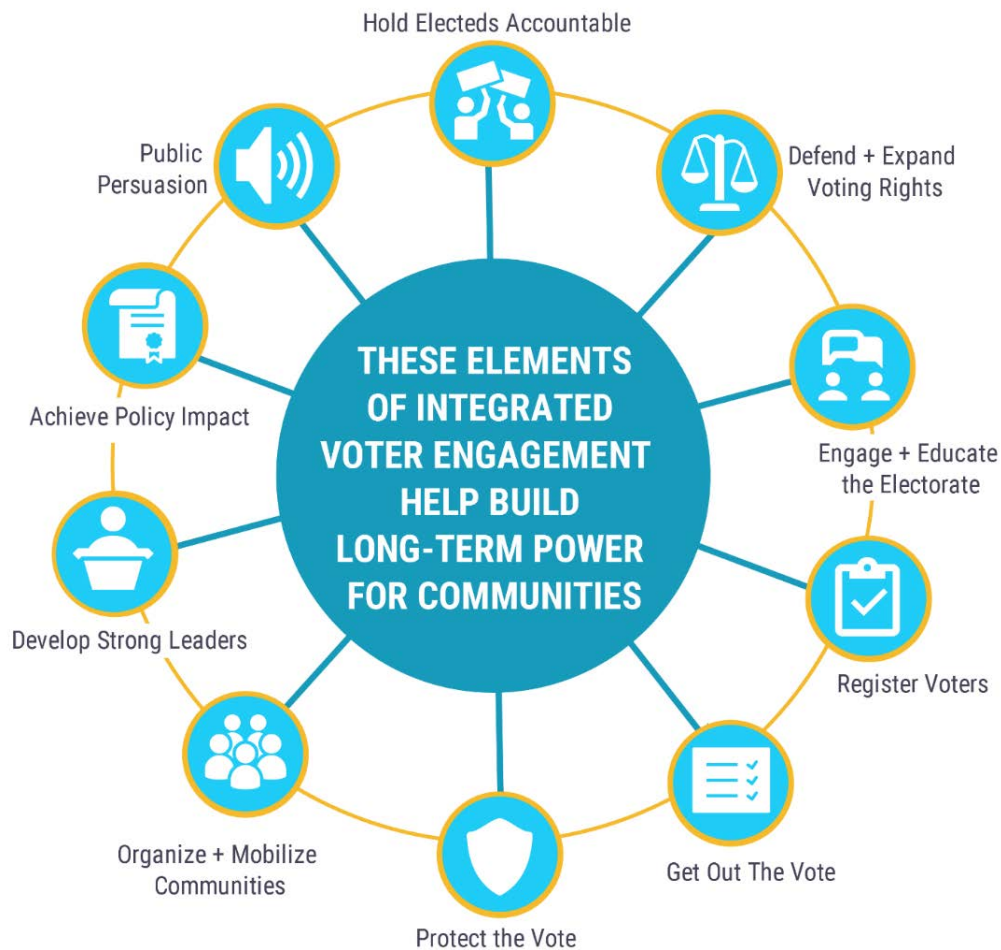 Hold Electeds Accountable
Public
Persuasion
Defend + Expand
Voting Rights
THESE ELEMENTS
OF INTEGRATED
VOTER ENGAGEMENT
HELP BUILD
LONG-TERM POWER
FOR COMMUNITIES
Achieve Policy Impact
Engage + Educate
the Electorate
Develop Strong Leaders
Register Voters
Organize + Mobilize
Communities
Get Out The Vote
Protect the Vote